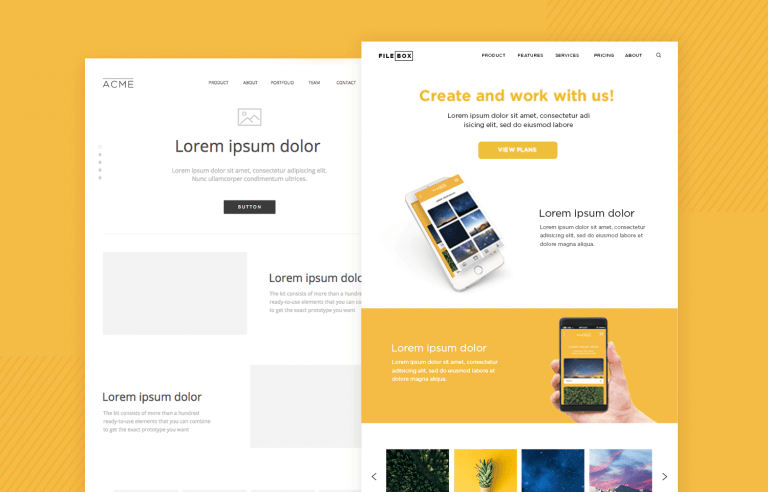 ACME
PRODUCT ABOUT PORTFOLIO TEAM CONTACT
Lorem ipsum dolor
Lorem ipsum dolor sit amet, consectetur adipiscing elit.
Nunc ullamcorper condimentum ultrices.
BUTTON
Lorem ipsum dolo
The kit consists of more than a hundred
ready-to-use elements that you can com
to get the exact prototype you want
Lorem ipsum dolor
The kit consists of more than a hundred
ready-to-use elements that you can combine
to get the exact prototype you want
FILE BOX
PRODUCT FEATURES SERVICES PRICING ABOUT
Create and work with us!
Lorem ipsum dolor sit amet, consectetur adi
isicing elit, sed do eiusmod labore
VIEW PLANS
Lorem ipsum dolor
Lorem ipsum dolor sit amet, consectetur
adipisicing elit, sed do eiusmod labore et
dolore magna aliqua.
Lorem ipsum dolor
Lorem ipsum dolor sit amet, consectetur
adipisicing elit, sed do eiusmod labore et
dolore magna aliqua.